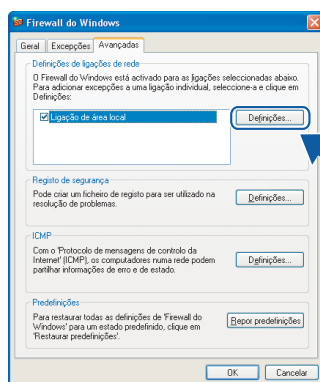 Firewall do Windows
Geral Excepções Avançadas
Definições de ligações de rede
O Firewall do Windows está activado para as ligações seleccionadas abaixo.
Para adicionar excepções a uma ligação individual, seleccione-a e clique em
Definições:
Ligação de área local
Definições...
Registo de segurança
Pode criar um ficheiro de registo para ser utilizado na
resolução de problemas.
Definições...
ICMP
Com o 'Protocolo de mensagens de controlo da
Internet' (ICMP), os computadores numa rede podem
partilhar informações de erro e de estado.
Definições...
Predefinições
Para restaurar todas as definições de 'Firewall do
Windows' para um estado predefinido, clique em
'Restaurar predefinições'.
Repor predefinições
OK Cancelar